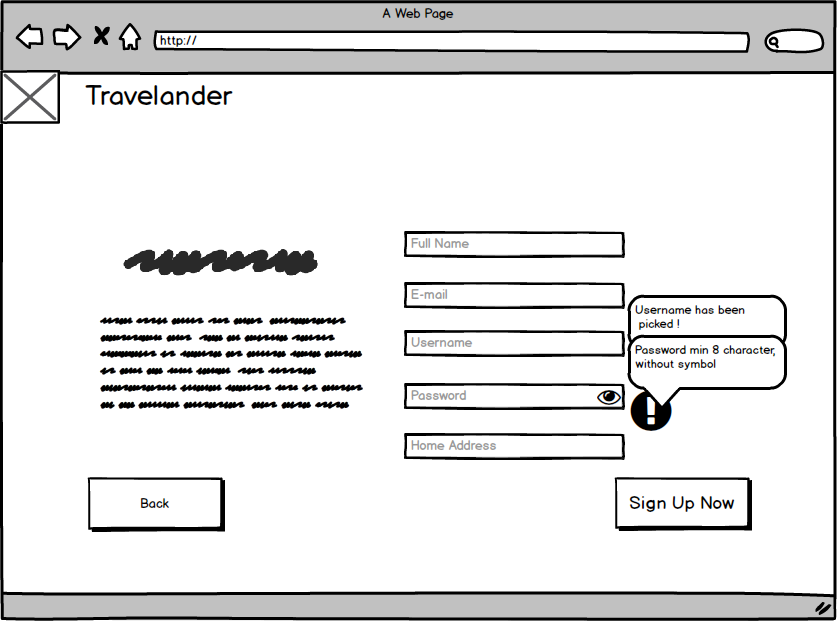 A Web Page
http://
Travelander
Full Name
E-mail
Username has been
picked !
Username
Password min 8 character,
without symbol
Password
Home Address
Back
Sign Up Now